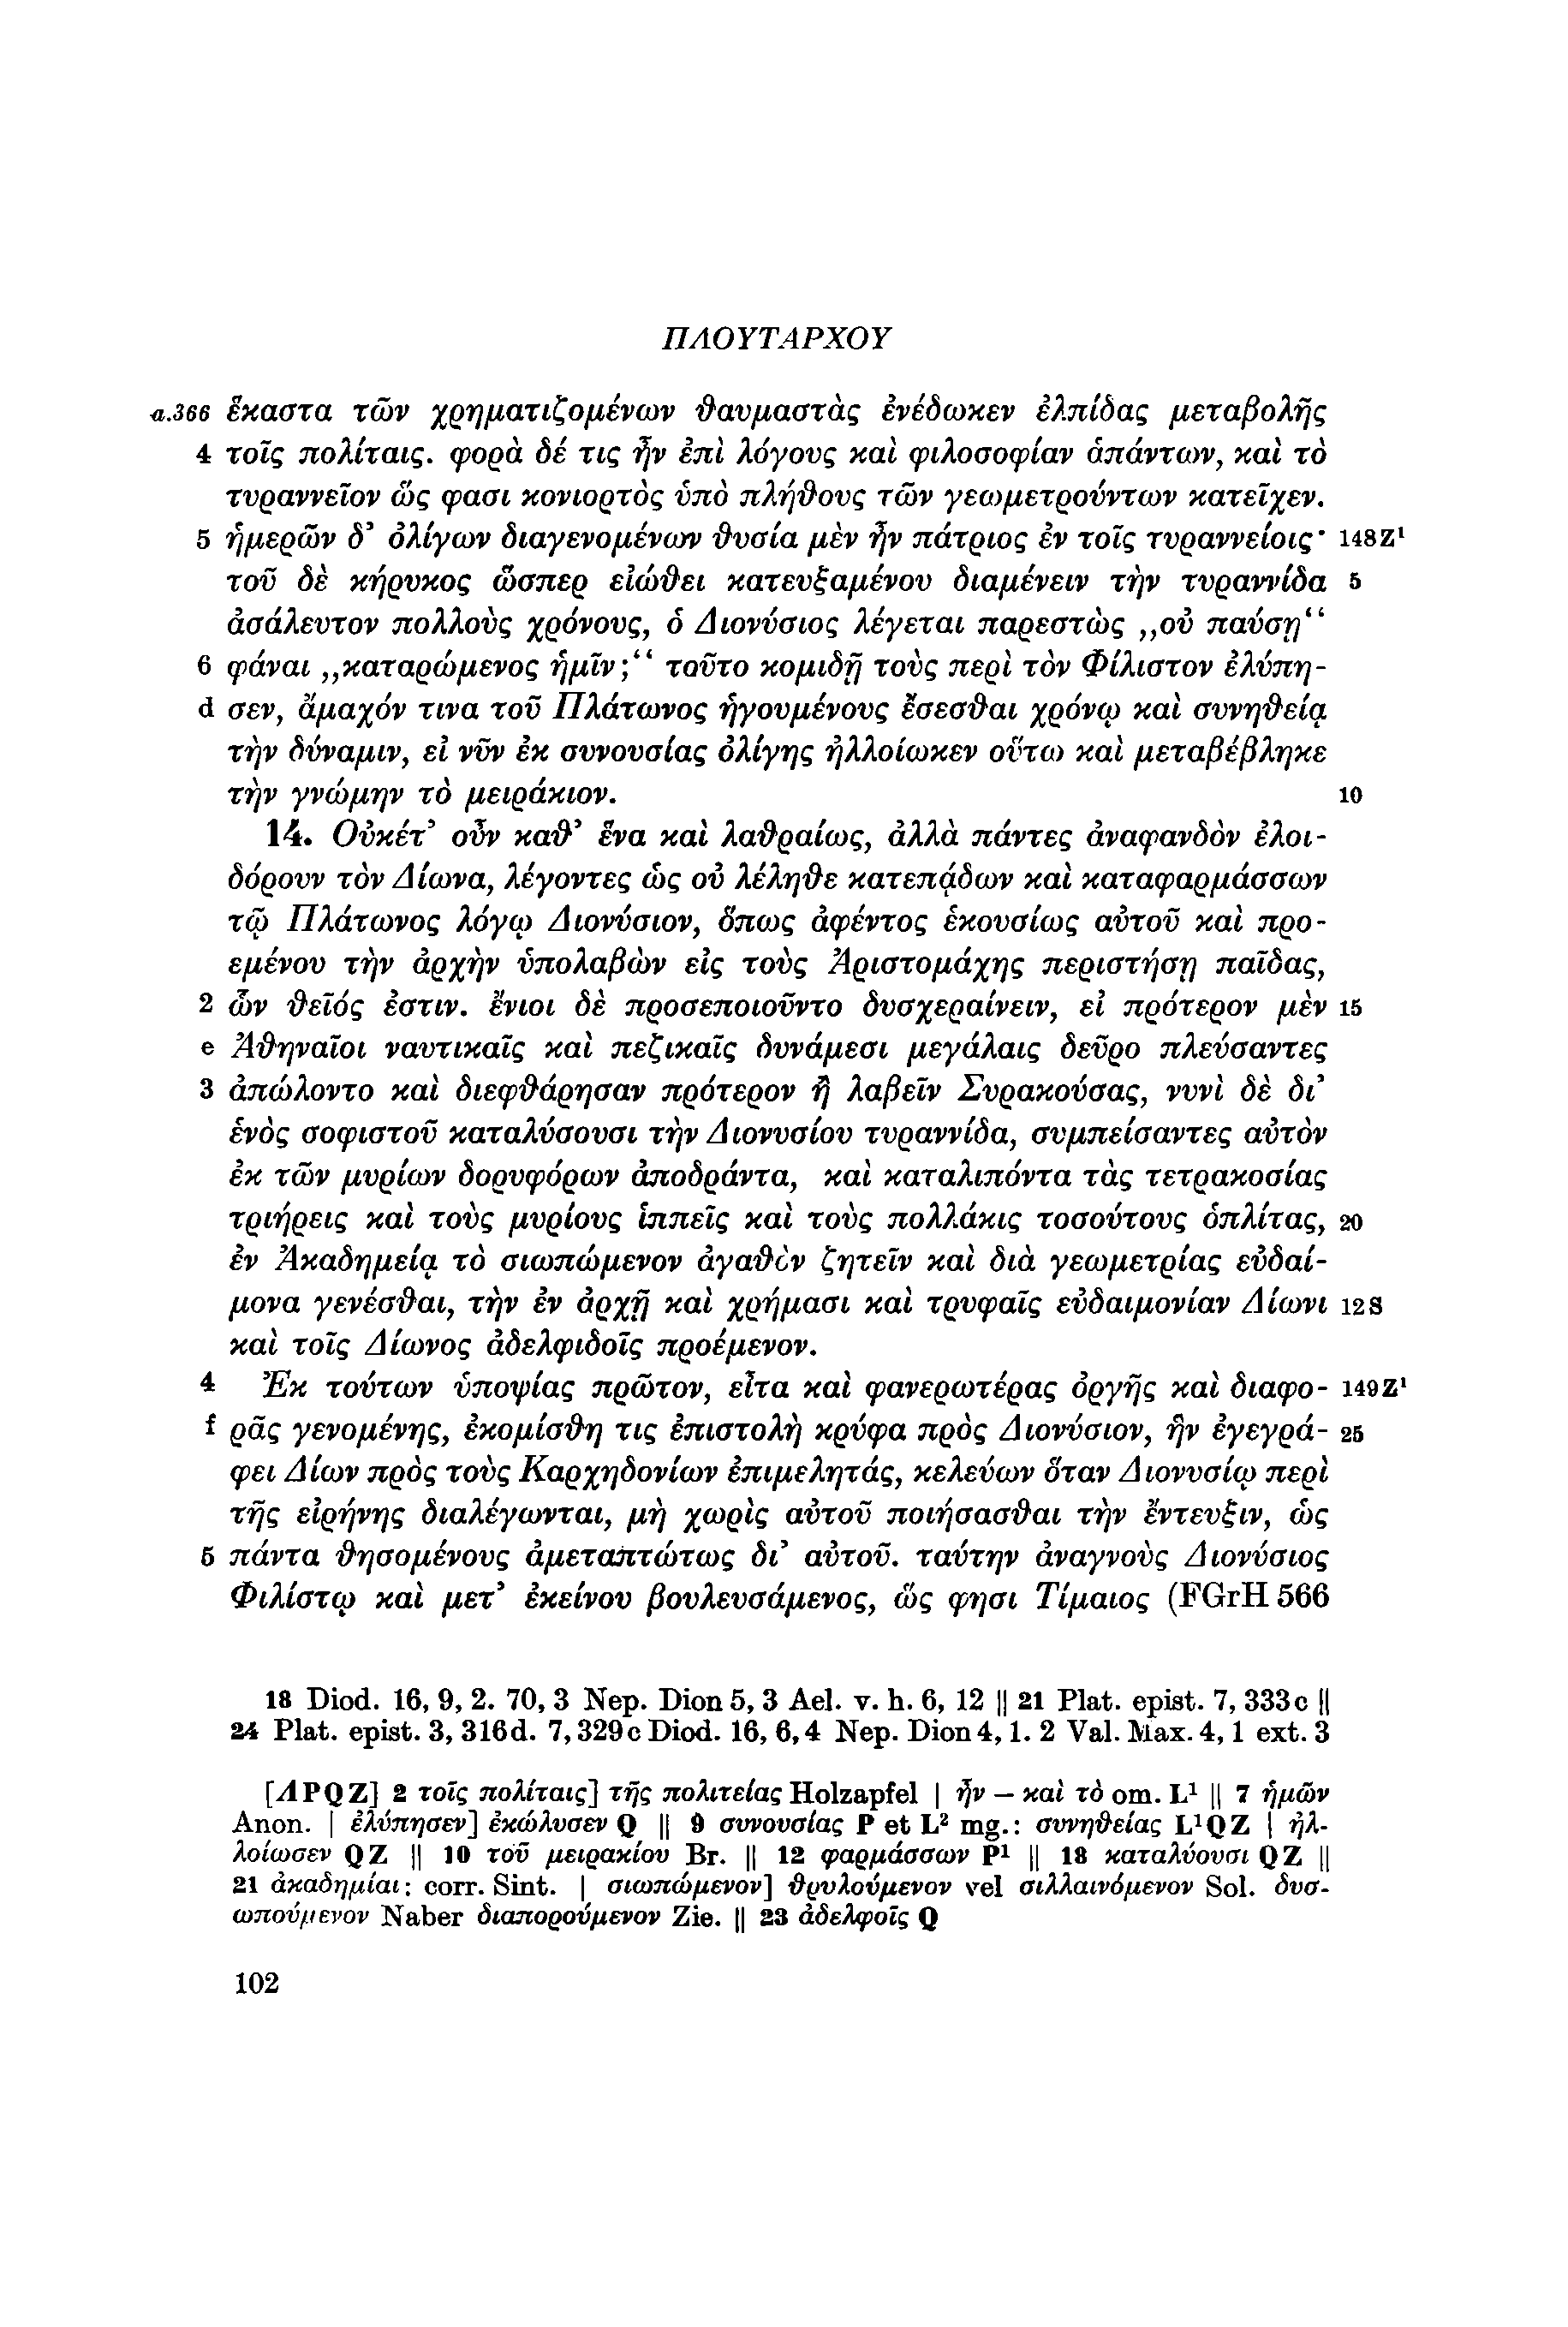 ΠΛΟΥΤΑΡΧΟΥ
a.366 ἕκαστα τῶν χρηματιζομένων θαυμαστὰς ἐνέδωκεν ἐλπίδας μεταβολῆς
4 τοῖς πολίταις. φορὰ δέ τις ἦν ἐπὶ λόγους καὶ φιλοσοφίαν ἁπάντων, καὶ τὸ
τυραννεῖον ὥς φασι κονιορτὸς ὑπὸ πλήθους τῶν γεωμετρούντων κατεῖχεν.
5 ἡμερῶν δ’ ὀλίγων διαγενομένων θυσία μὲν ἦν πάτριος ἐν τοῖς τυραννείοις· 148Z¹
τοῦ δὲ κήρυκος ὥσπερ εἰώθει κατευξαμένου διαμένειν τὴν τυραννίδα 5
ἀσάλευτον πολλοὺς χρόνους, ὁ Διονύσιος λέγεται παρεστὼς „οὐ παύσῃ“
6 φάναι „καταρώμενος ἡμῖν;“ τοῦτο κομιδῇ τοὺς περὶ τὸν Φίλιστον ἐλύπη-
d σεν, ἄμαχόν τινα τοῦ Πλάτωνος ἡγουμένους ἔσεσθαι χρόνῳ καὶ συνηθείᾳ
τὴν δύναμιν, εἰ νῦν ἐκ συνουσίας ὀλίγης ἠλλοίωκεν οὕτω καὶ μεταβέβληκε
τὴν γνώμην τὸ μειράκιον. 10
14. Οὐκέτ’ οὖν καθ’ ἕνα καὶ λαθραίως, ἀλλὰ πάντες ἀναφανδὸν ἐλοι-
δόρουν τὸν Δίωνα, λέγοντες ὡς οὐ λέληθε κατεπᾴδων καὶ καταφαρμάσσων
τῷ Πλάτωνος λόγῳ Διονύσιον, ὅπως ἀφέντος ἑκουσίως αὐτοῦ καὶ προ-
εμένου τὴν ἀρχὴν ὑπολαβὼν εἰς τοὺς Ἀριστομάχης περιστήσῃ παῖδας,
2 ὧν θεῖός ἐστιν. ἔνιοι δὲ προσεποιοῦντο δυσχεραίνειν, εἰ πρότερον μὲν 15
e Ἀθηναῖοι ναυτικαῖς καὶ πεζικαῖς δυνάμεσι μεγάλαις δεῦρο πλεύσαντες
3 ἀπώλοντο καὶ διεφθάρησαν πρότερον ἢ λαβεῖν Συρακούσας, νυνὶ δὲ δι’
ἑνὸς σοφιστοῦ καταλύσουσι τὴν Διονυσίου τυραννίδα, συμπείσαντες αὐτὸν
ἐκ τῶν μυρίων δορυφόρων ἀποδράντα, καὶ καταλιπόντα τὰς τετρακοσίας
τριήρεις καὶ τοὺς μυρίους ἱππεῖς καὶ τοὺς πολλάκις τοσούτους ὁπλίτας, 20
ἐν Ἀκαδημείᾳ τὸ σιωπώμενον ἀγαθὸν ζητεῖν καὶ διὰ γεωμετρίας εὐδαί-
μονα γενέσθαι, τὴν ἐν ἀρχῇ καὶ χρήμασι καὶ τρυφαῖς εὐδαιμονίαν Δίωνι 12S
καὶ τοῖς Δίωνος ἀδελφιδοῖς προέμενον.
4 Ἐκ τούτων ὑποψίας πρῶτον, εἶτα καὶ φανερωτέρας ὀργῆς καὶ διαφο- 149Z¹
f ρᾶς γενομένης, ἐκομίσθη τις ἐπιστολὴ κρύφα πρὸς Διονύσιον, ἣν ἐγεγρά- 25
φει Δίων πρὸς τοὺς Καρχηδονίων ἐπιμελητάς, κελεύων ὅταν Διονυσίῳ περὶ
τῆς εἰρήνης διαλέγωνται, μὴ χωρὶς αὐτοῦ ποιήσασθαι τὴν ἔντευξιν, ὡς
5 πάντα θησομένους ἀμεταπτώτως δι’ αὐτοῦ. ταύτην ἀναγνοὺς Διονύσιος
Φιλίστῳ καὶ μετ’ ἐκείνου βουλευσάμενος, ὥς φησι Τίμαιος (FGrH 566
18 Diod. 16, 9, 2. 70, 3 Nep. Dion 5, 3 Ael. v. h. 6, 12 || 21 Plat. epist. 7, 333c ||
24 Plat. epist. 3, 316d. 7, 329c Diod. 16, 6, 4 Nep. Dion 4, 1. 2 Val. Max. 4, 1 ext. 3
[ΛPQZ] 2 τοῖς πολίταις] τῆς πολιτείας Holzapfel | ἦν – καὶ τὸ om. L¹ || 7 ἡμῶν
Anon. | ἐλύπησεν] ἐκώλυσεν Q || 9 συνουσίας P et L² mg.: συνηθείας L¹QZ | ἠλ-
λοίωσεν QZ || 10 τοῦ μειρακίου Br. || 12 φαρμάσσων P¹ || 18 καταλύουσι QZ ||
21 ἀκαδημίαι: corr. Sint. | σιωπώμενον] θρυλούμενον vel σιλλαινόμενον Sol. δυσ-
ωπούμενον Naber διαπορούμενον Zie. || 23 ἀδελφοῖς Q
102